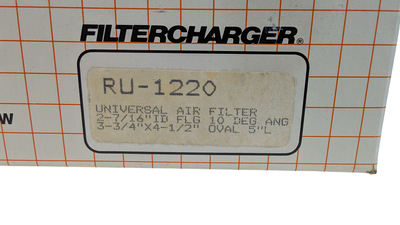 FILTERCHARGER®
RU-1220
UNIVERSAL AIR FILTER
2-7/16"ID FLG 10 DEG ANG
3-3/4"X4-1/2" OVAL 5"L